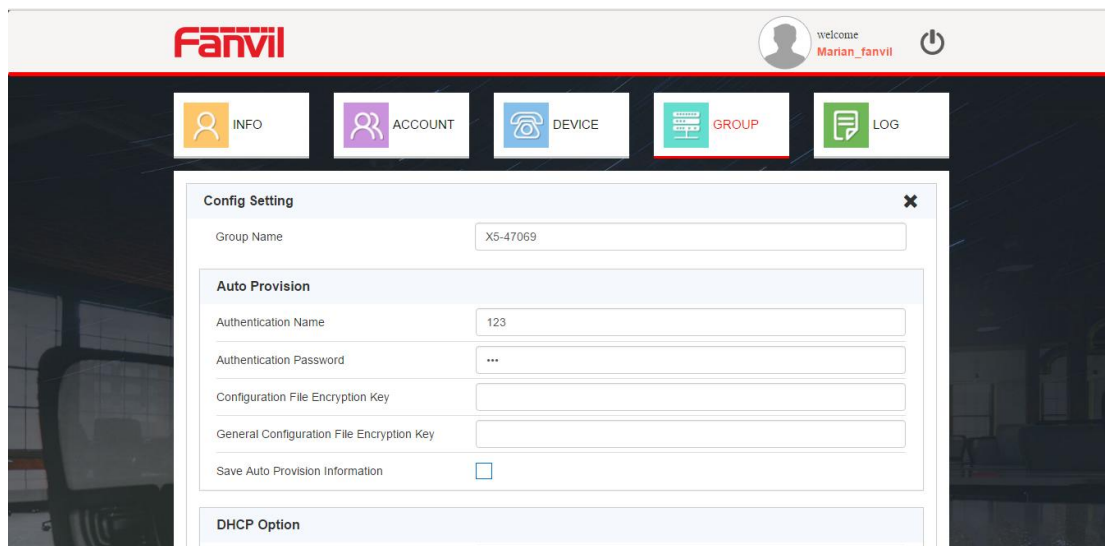 Fanvil
welcome
Marian_fanvil
INFO
ACCOUNT
DEVICE
GROUP
LOG
Config Setting
Group Name
X5-47069
Auto Provision
Authentication Name
123
Authentication Password
•••
Configuration File Encryption Key
General Configuration File Encryption Key
Save Auto Provision Information
DHCP Option